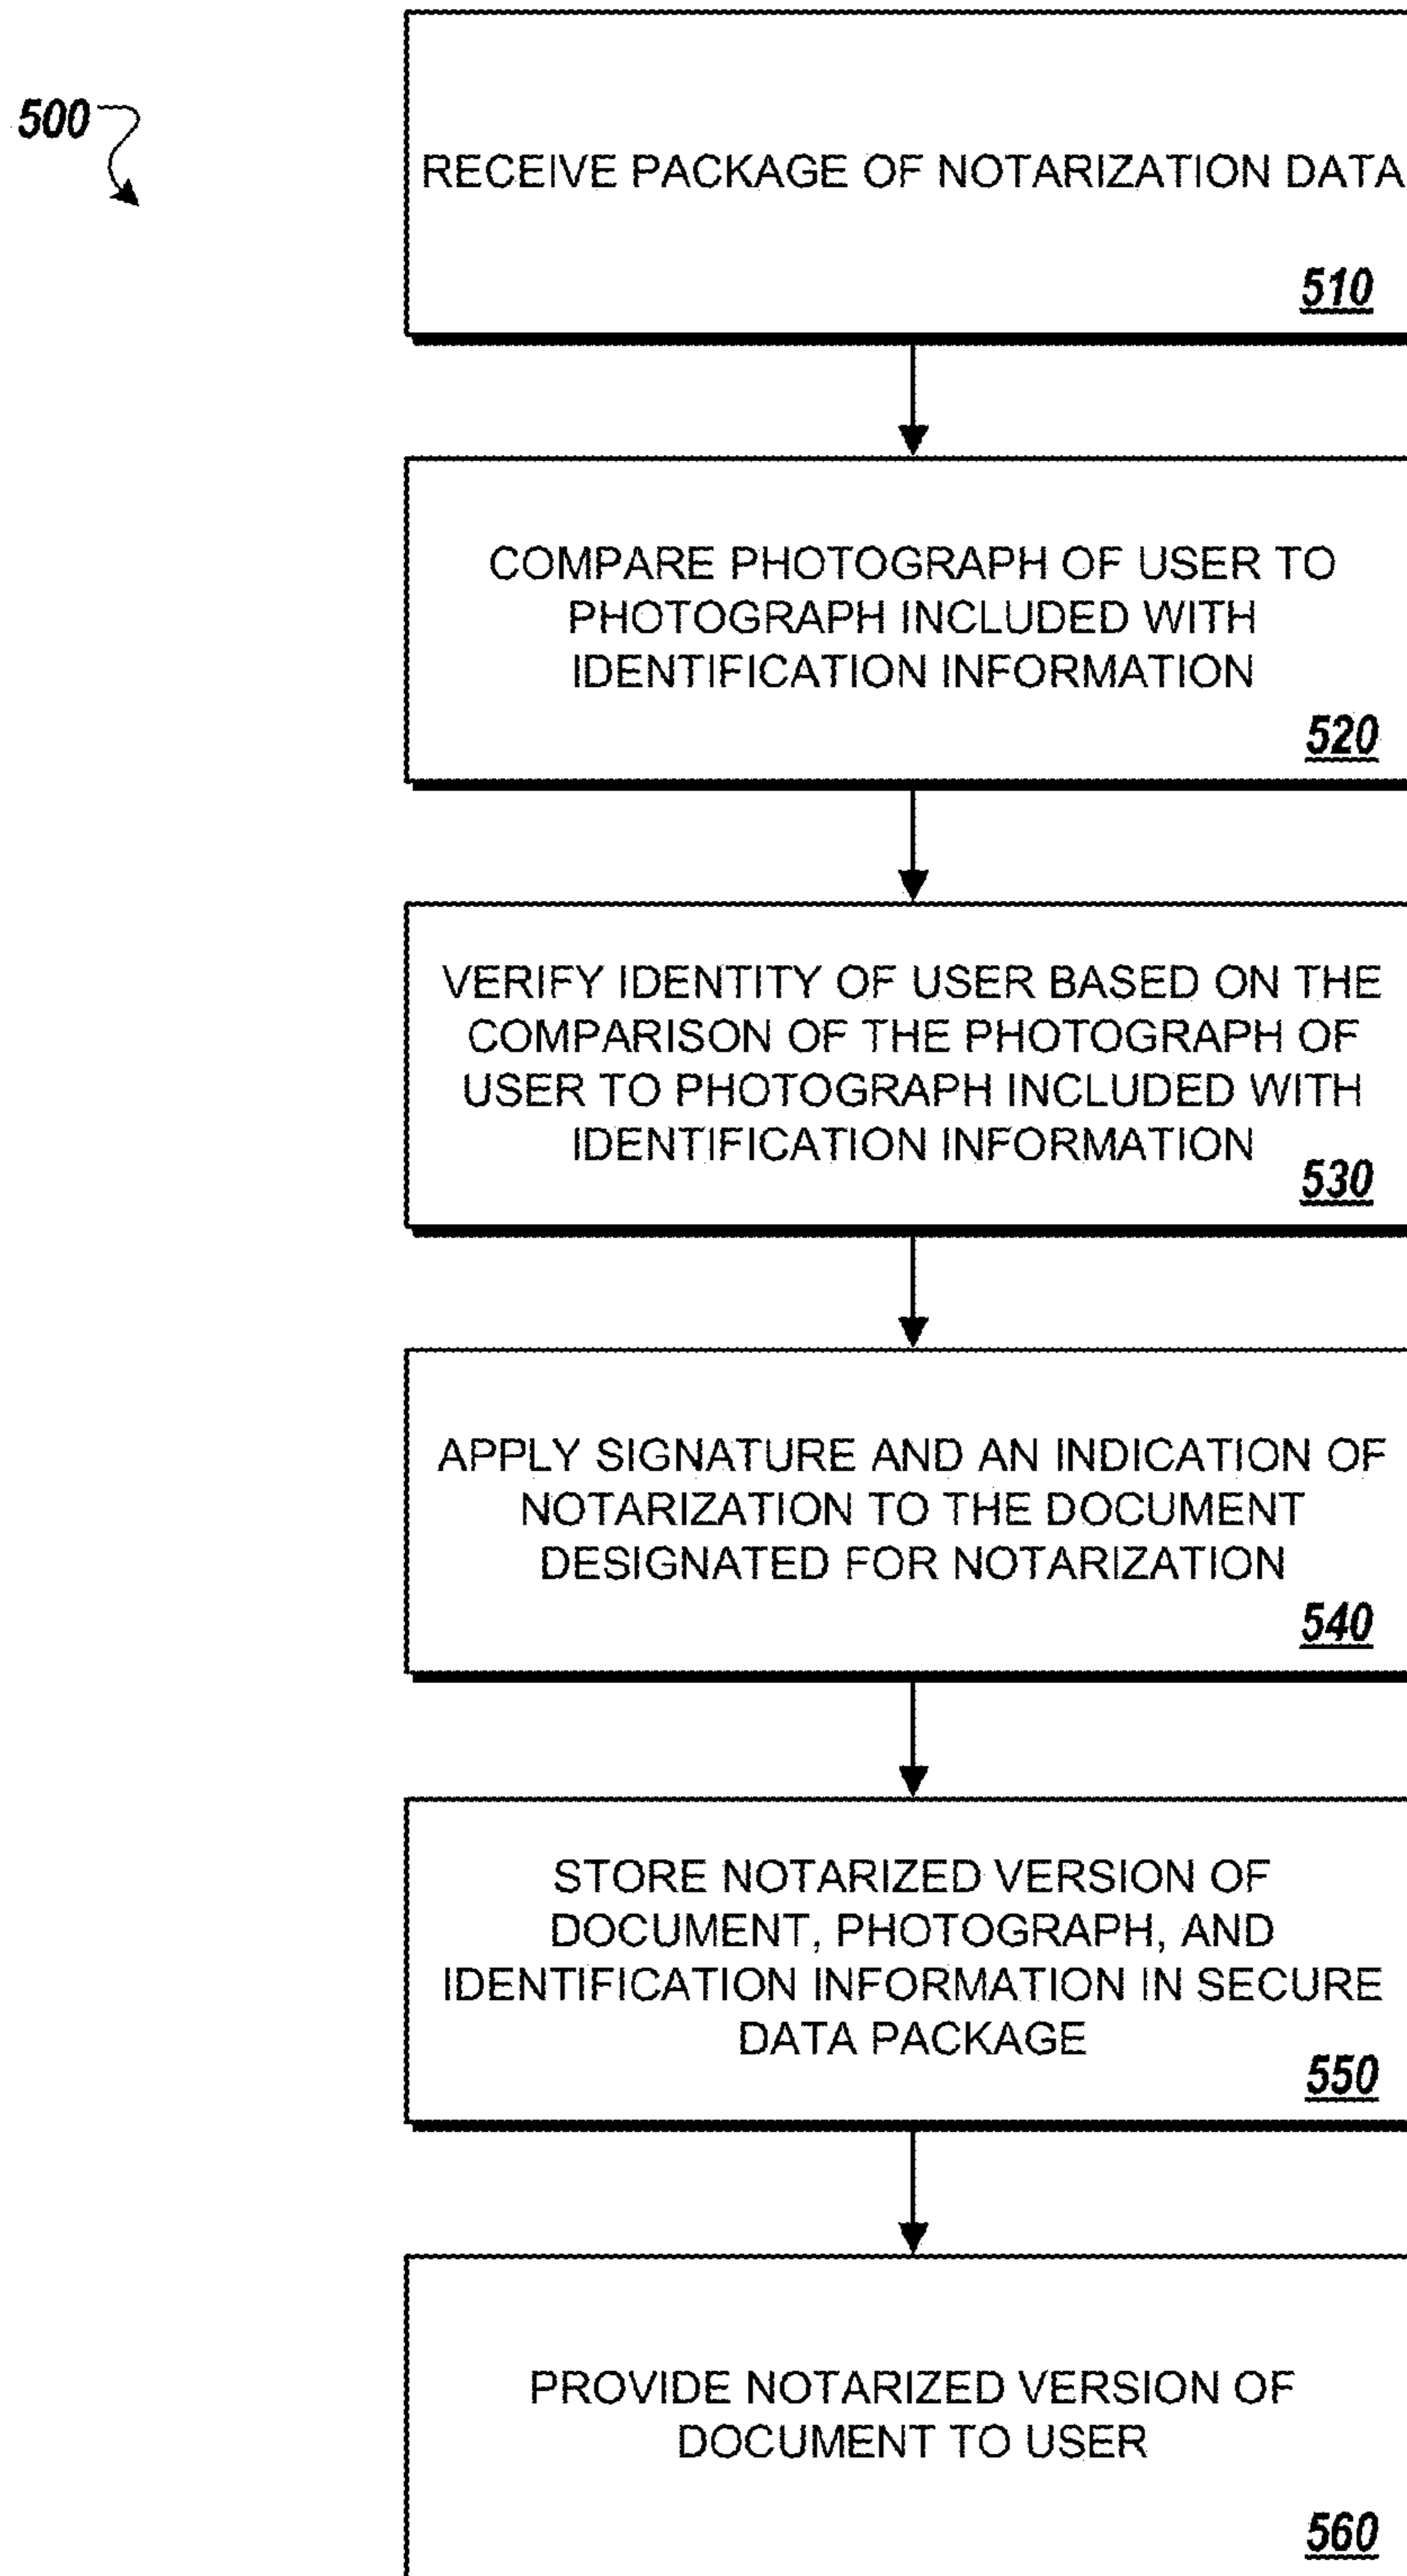 500
RECEIVE PACKAGE OF NOTARIZATION DATA
510
COMPARE PHOTOGRAPH OF USER TO
PHOTOGRAPH INCLUDED WITH
IDENTIFICATION INFORMATION
520
VERIFY IDENTITY OF USER BASED ON THE
COMPARISON OF THE PHOTOGRAPH OF
USER TO PHOTOGRAPH INCLUDED WITH
IDENTIFICATION INFORMATION
530
APPLY SIGNATURE AND AN INDICATION OF
NOTARIZATION TO THE DOCUMENT
DESIGNATED FOR NOTARIZATION
540
STORE NOTARIZED VERSION OF
DOCUMENT, PHOTOGRAPH, AND
IDENTIFICATION INFORMATION IN SECURE
DATA PACKAGE
550
PROVIDE NOTARIZED VERSION OF
DOCUMENT TO USER
560